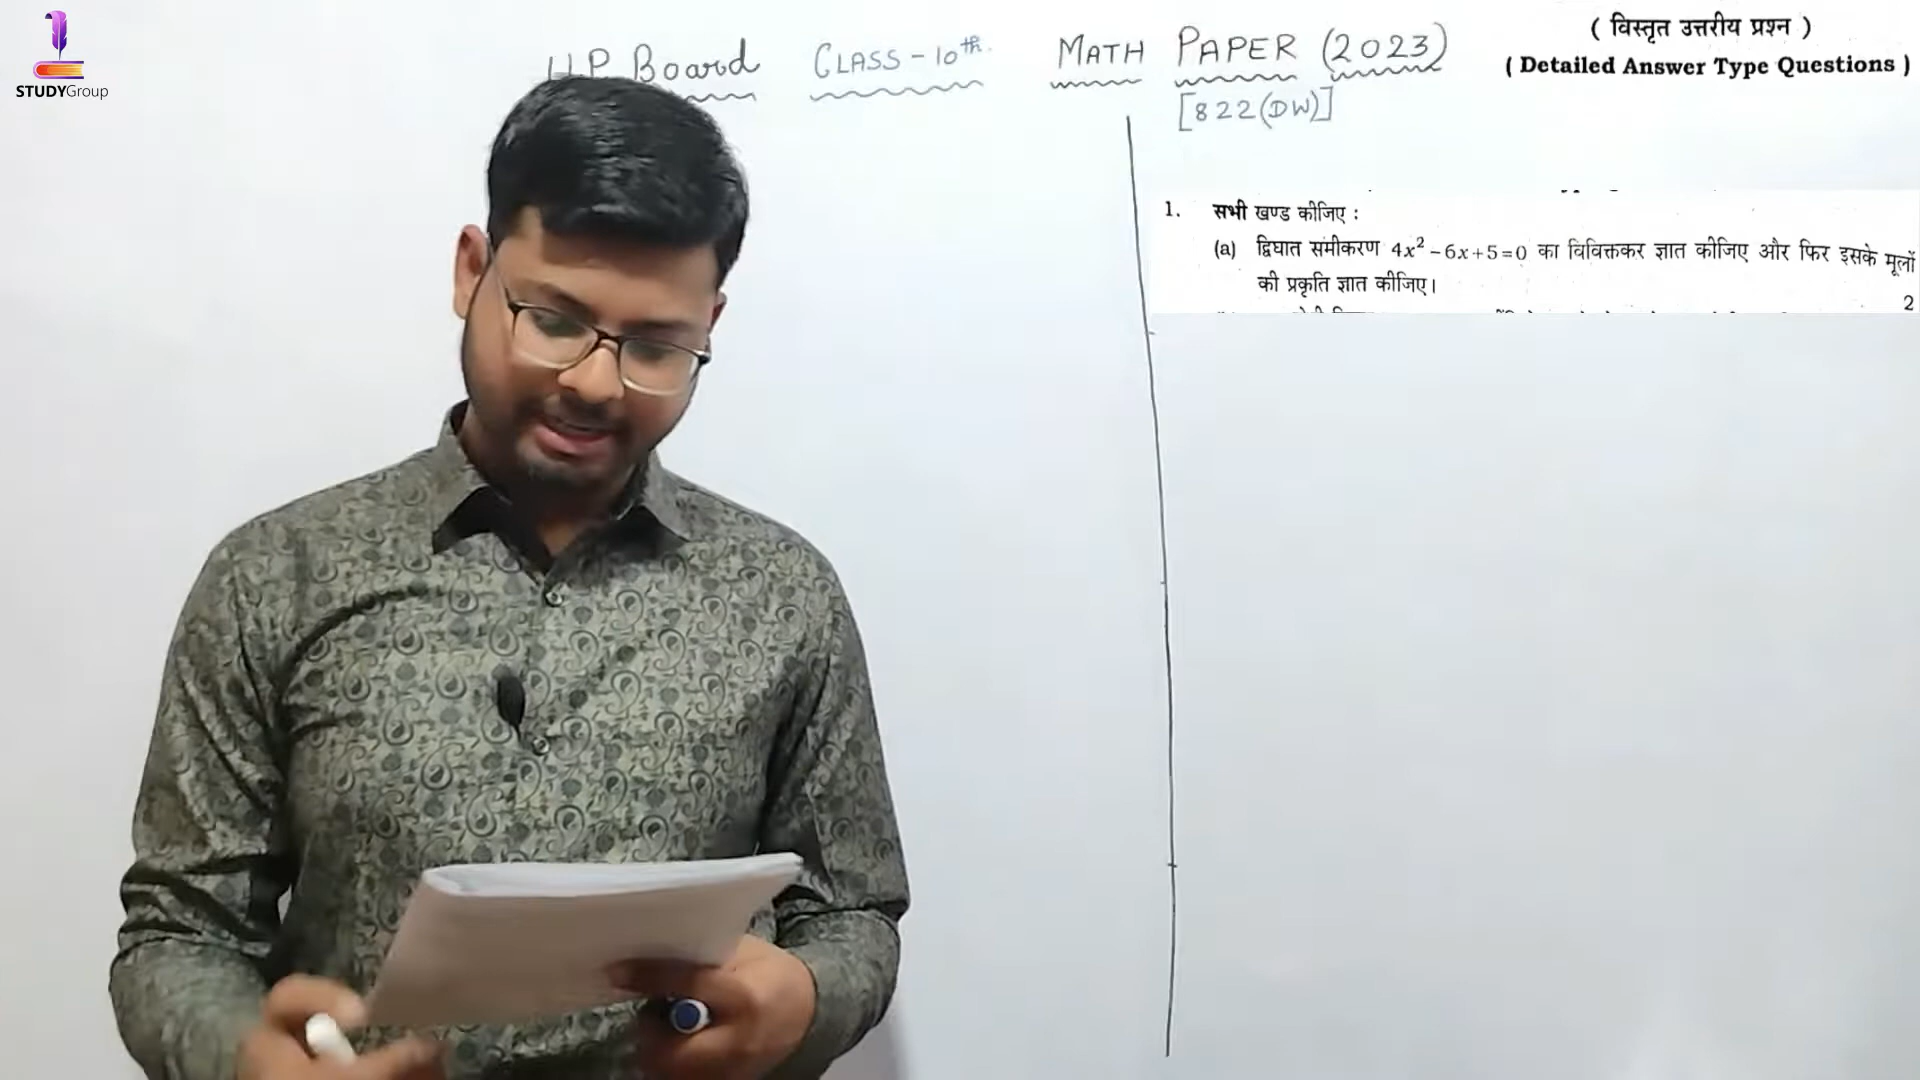 STUDYGroup
UP Board CLASS-10th. MATH PAPER (2023)
[822(DW)]
( विस्तृत उत्तरीय प्रश्न )
( Detailed Answer Type Questions )
1. सभी खण्ड कीजिए :
(a) द्विघात समीकरण 4x² – 6x + 5 = 0 का विविक्तकर ज्ञात कीजिए और फिर इसके मूलों
की प्रकृति ज्ञात कीजिए।
2